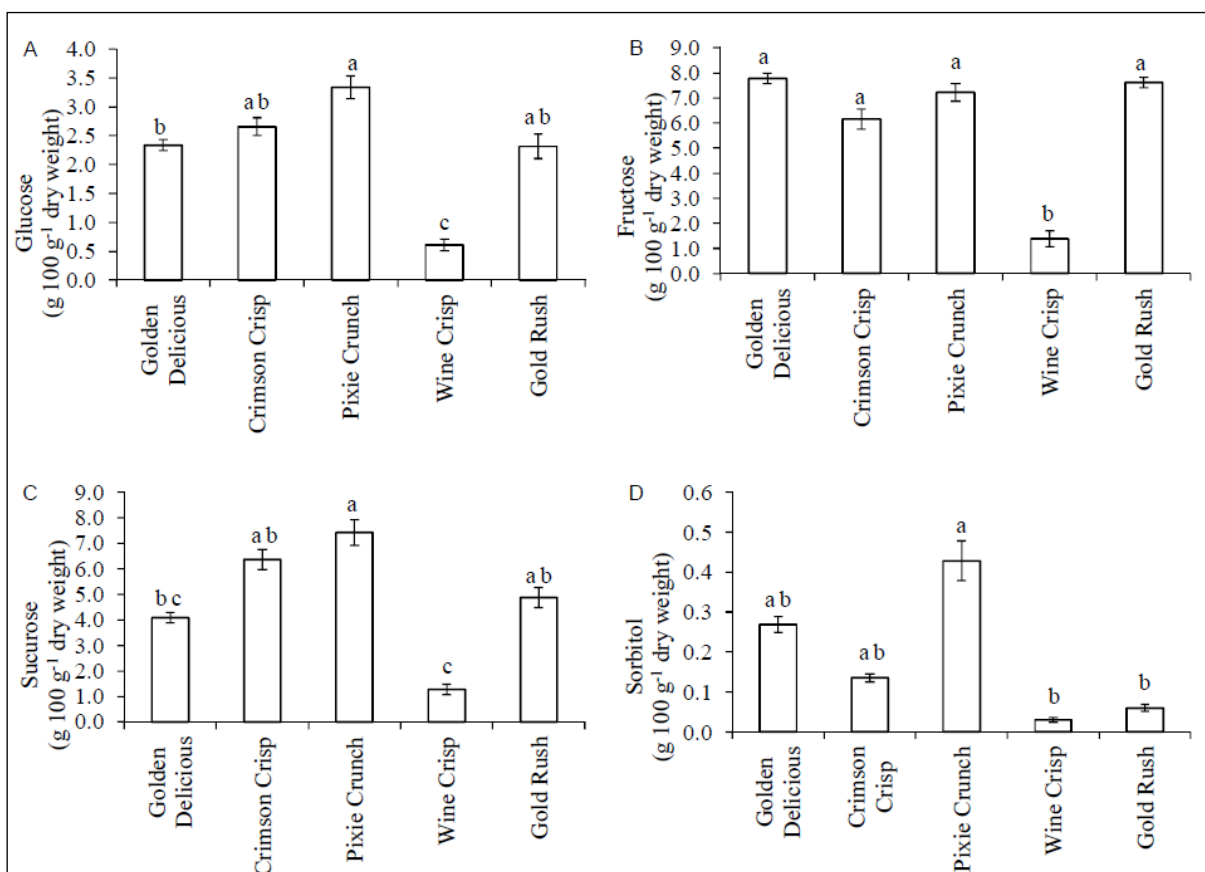 A
Glucose
(g 100 g-1 dry weight)
4.0
3.5
3.0
2.5
2.0
1.5
1.0
0.5
0.0
b
a b
a
c
a b
Golden
Delicious
Crimson Crisp
Pixie Crunch
Wine Crisp
Gold Rush
B
Fructose
(g 100 g-1 dry weight)
9.0
8.0
7.0
6.0
5.0
4.0
3.0
2.0
1.0
0.0
a
a
a
b
a
Golden
Delicious
Crimson Crisp
Pixie Crunch
Wine Crisp
Gold Rush
C
Sucurose
(g 100 g-1 dry weight)
9.0
8.0
7.0
6.0
5.0
4.0
3.0
2.0
1.0
0.0
b c
a b
a
c
a b
Golden
Delicious
Crimson Crisp
Pixie Crunch
Wine Crisp
Gold Rush
D
Sorbitol
(g 100 g-1 dry weight)
0.6
0.5
0.4
0.3
0.2
0.1
0.0
a b
a b
a
b
b
Golden
Delicious
Crimson
Crisp
Pixie Crunch
Wine Crisp
Gold Rush